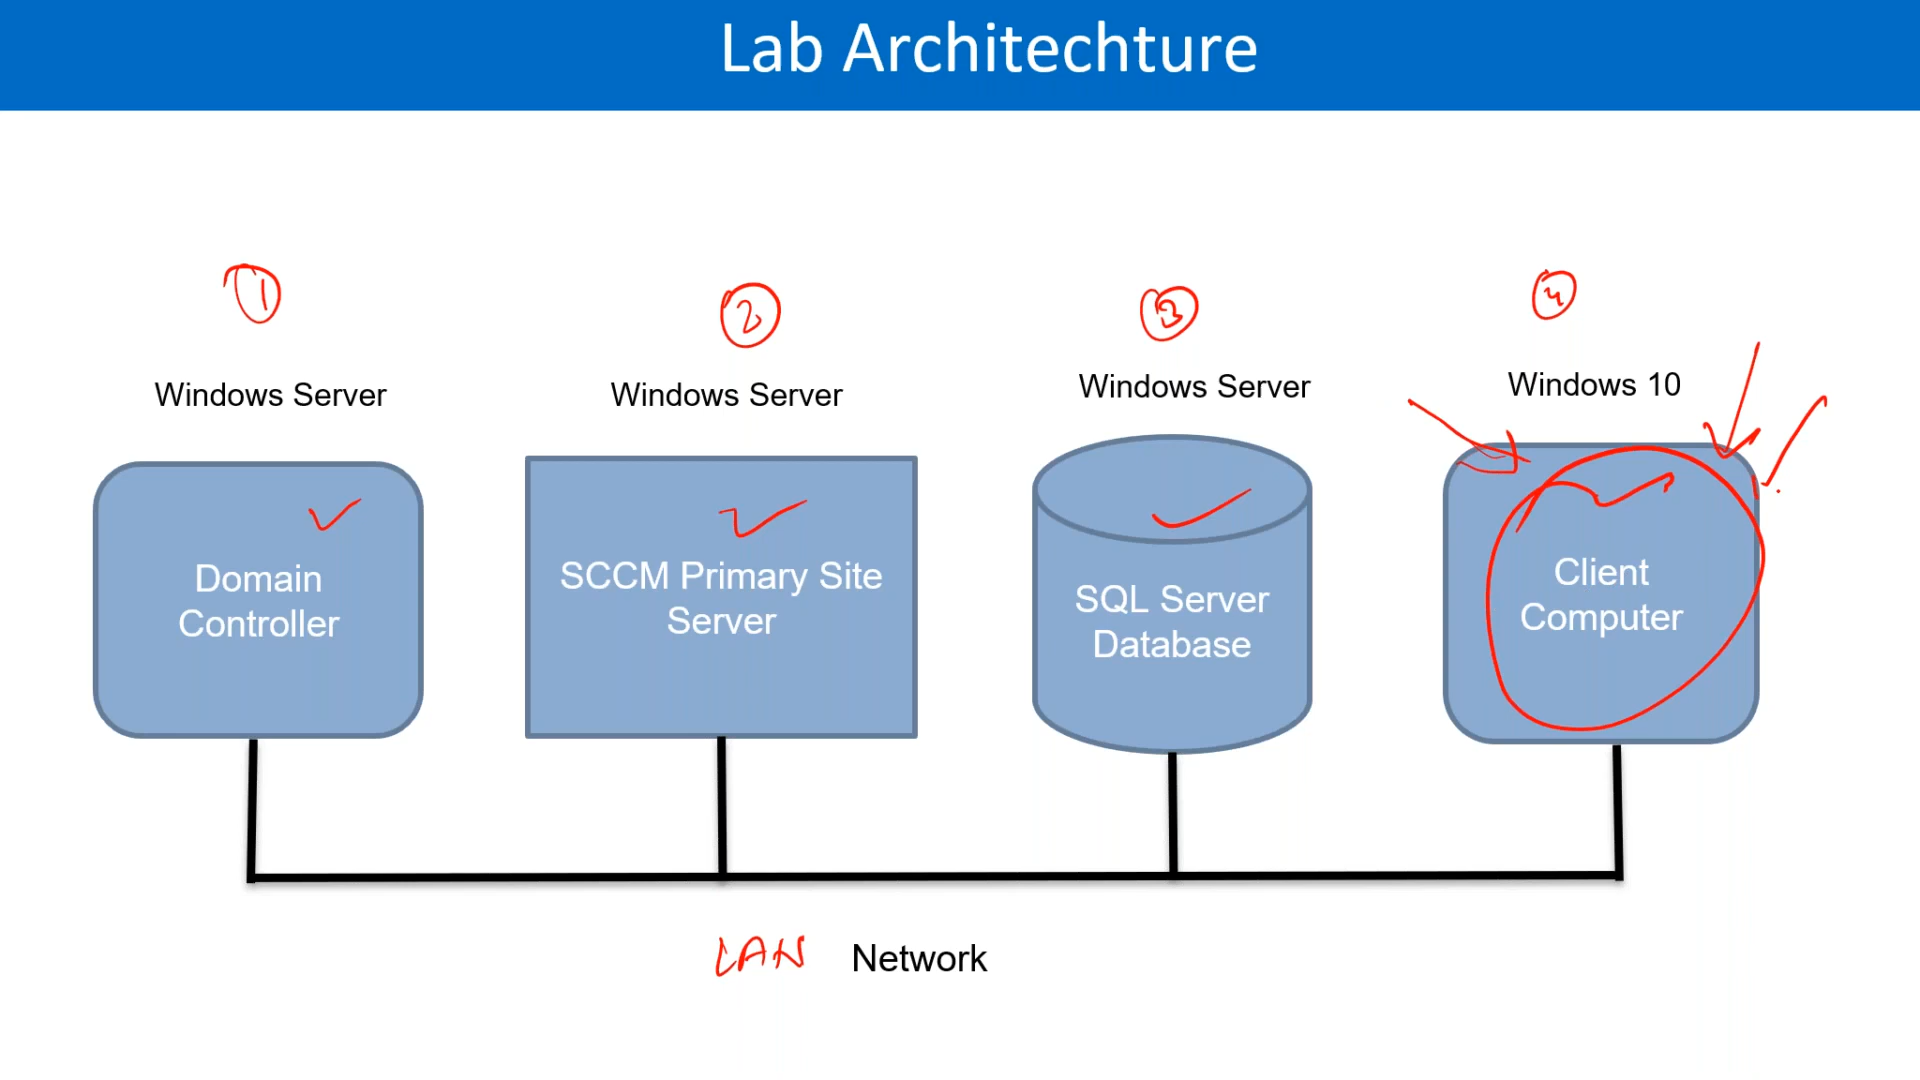 Lab Architechture
1
2
3
4
Windows Server
Windows Server
Windows Server
Windows 10
Domain
Controller
SCCM Primary Site
Server
SQL Server
Database
Client
Computer
LAN Network